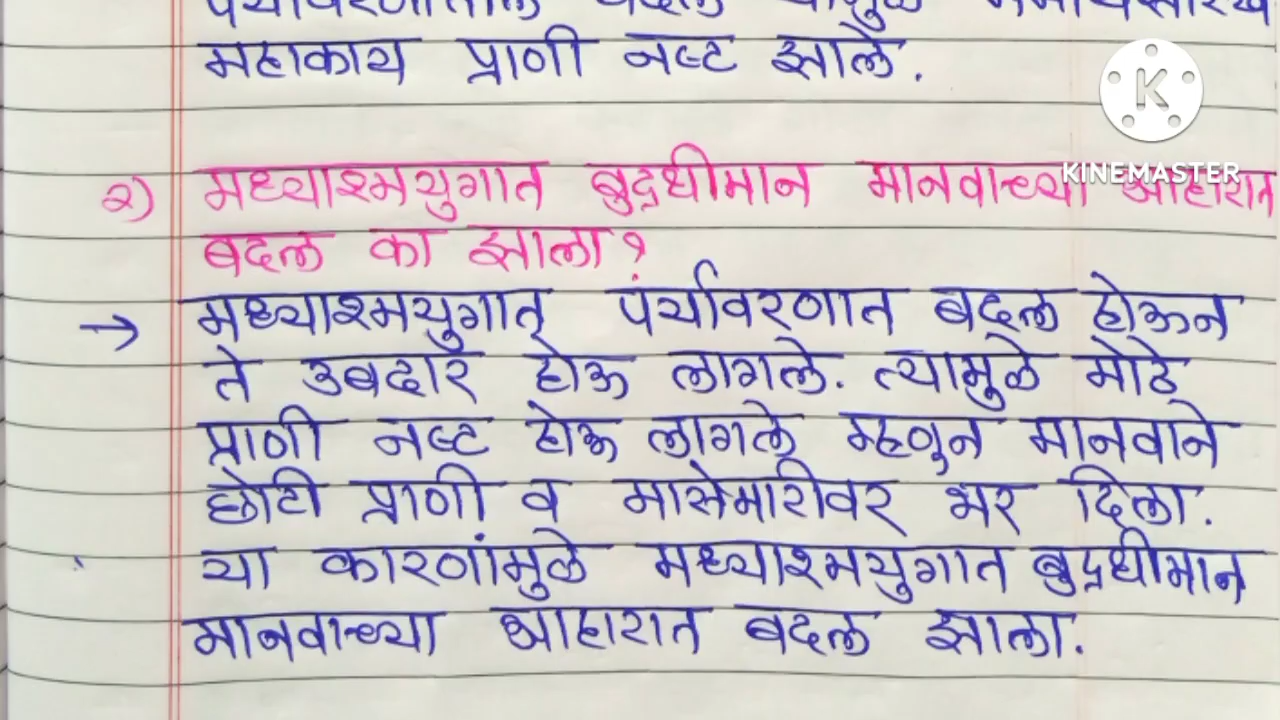 महाकाय प्राणी नष्ट झाले.
K
KINEMASTER
२) मध्याश्मयुगात बुद्धीमान मानवाच्या आहारात
बदल का झाला?
→ मध्याश्मयुगात पंर्यावरणात बदल होऊन
ते उबदार होऊ लागले. त्यामुळे मोठे
प्राणी नष्ट होऊ लागले म्हणुन मानवाने
छोटी प्राणी व मासेमारीवर भर दिला.
या कारणांमुळे मध्याश्मयुगात बुद्धीमान
मानवाच्या आहारात बदल झाला.